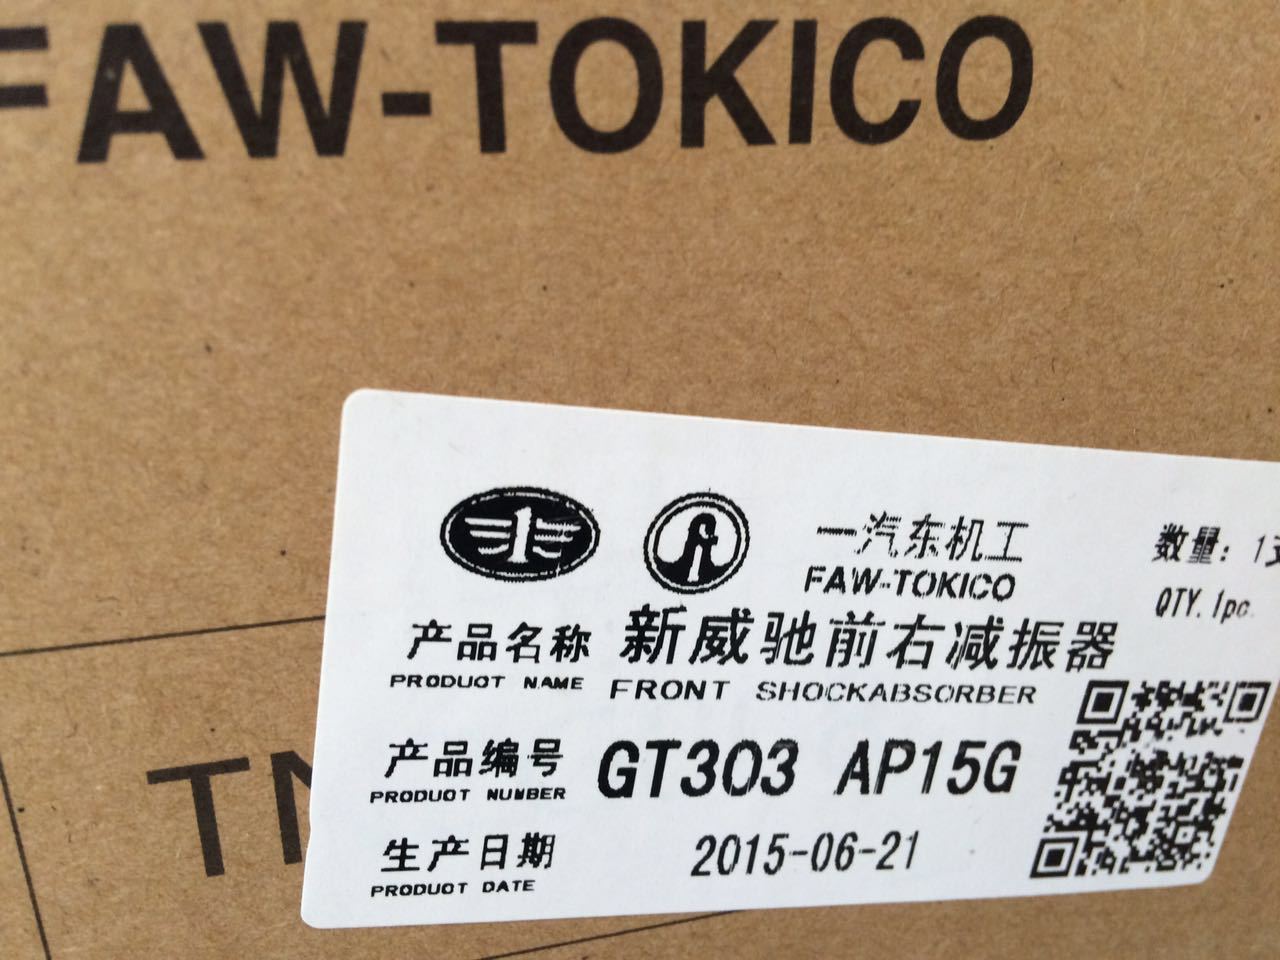 FAW-TOKICO
一汽东机工
FAW-TOKICO
数量：1支
QTY.1pc.
产品名称 新威驰前右减振器
PRODUOT NAME FRONT SHOCKABSORBER
产品编号 GT303 AP15G
PRODUOT NUMBER
生产日期 2015-06-21
PRODUOT DATE